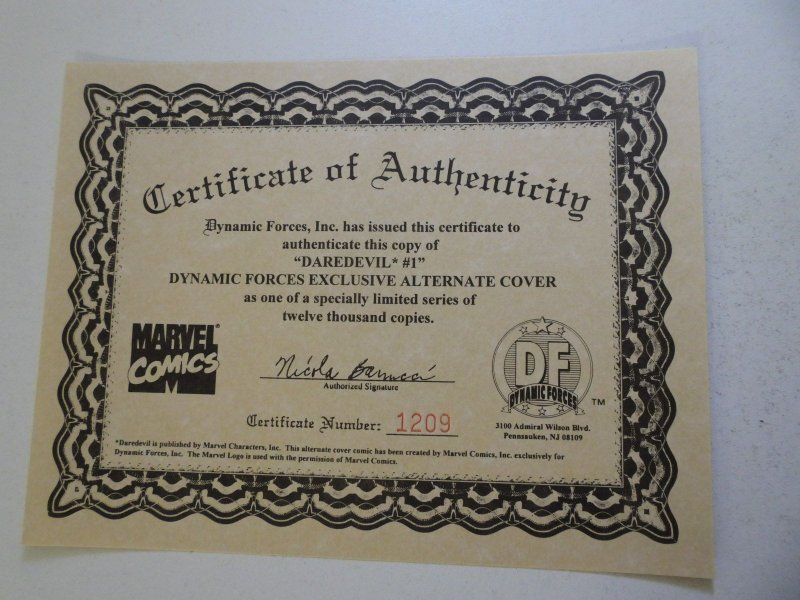 Certificate of Authenticity
Dynamic Forces, Inc. has issued this certificate to
authenticate this copy of
"DAREDEVIL* #1"
DYNAMIC FORCES EXCLUSIVE ALTERNATE COVER
as one of a specially limited series of
twelve thousand copies.
MARVEL®
COMICS
M
Nicola Barrucci
Authorized Signature
Certificate Number: 1209
DF
DYNAMIC FORCES
TM
3100 Admiral Wilson Blvd.
Pennsauken, NJ 08109
*Daredevil is published by Marvel Characters, Inc. This alternate cover comic has been created by Marvel Comics, Inc. exclusively for
Dynamic Forces, Inc. The Marvel Logo is used with the permission of Marvel Comics.